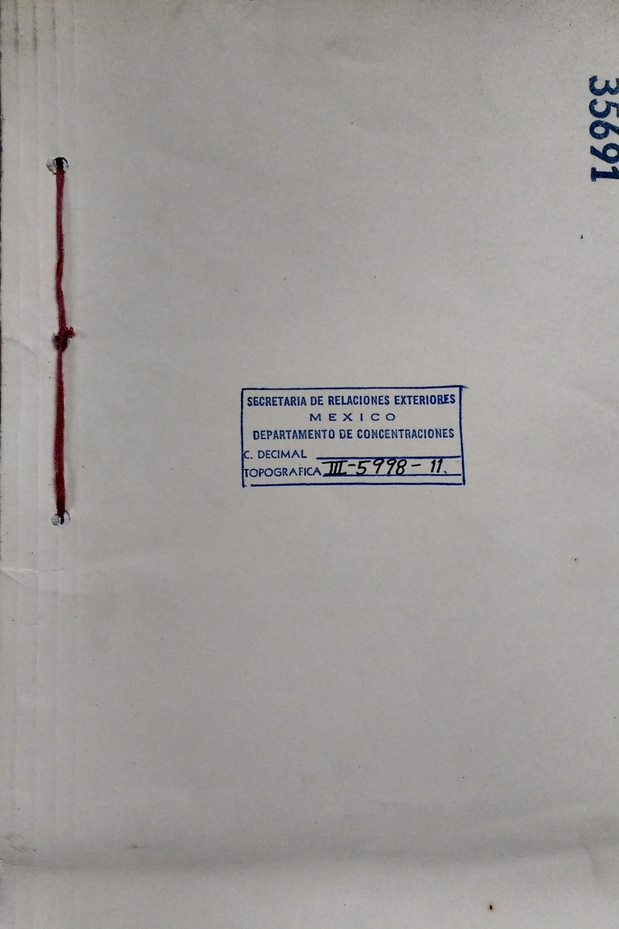 35691
SECRETARIA DE RELACIONES EXTERIORES
MEXICO
DEPARTAMENTO DE CONCENTRACIONES
C. DECIMAL
TOPOGRAFICA III-5998-11.